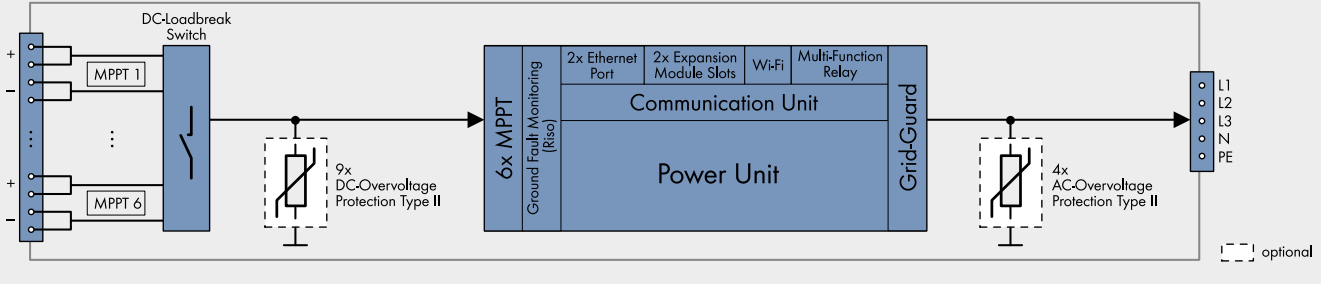 DC-Loadbreak
Switch
+
MPPT 1
−
...
...
+
MPPT 6
−
9x
DC-Overvoltage
Protection Type II
6x MPPT
Ground Fault Monitoring
(Riso)
2x Ethernet
Port
2x Expansion
Module Slots
Wi-Fi
Multi-Function
Relay
Communication Unit
Power Unit
Grid-Guard
4x
AC-Overvoltage
Protection Type II
L1
L2
L3
N
PE
optional